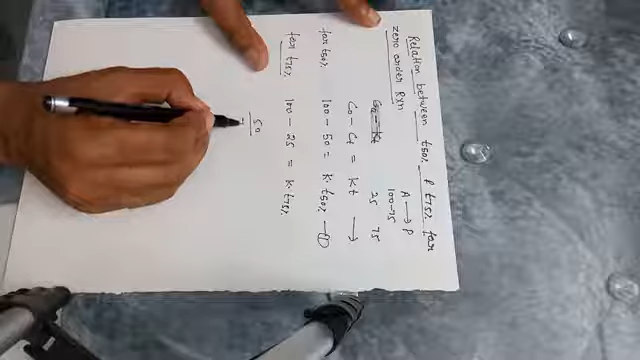 Relation between t50% & t75% for
zero order Rxn
A → P
100-75
25 75
C0 - Ct = Kt →
for t50% 100 - 50 = K·t50% — ①
for t75% 100 - 25 = K·t75%
50